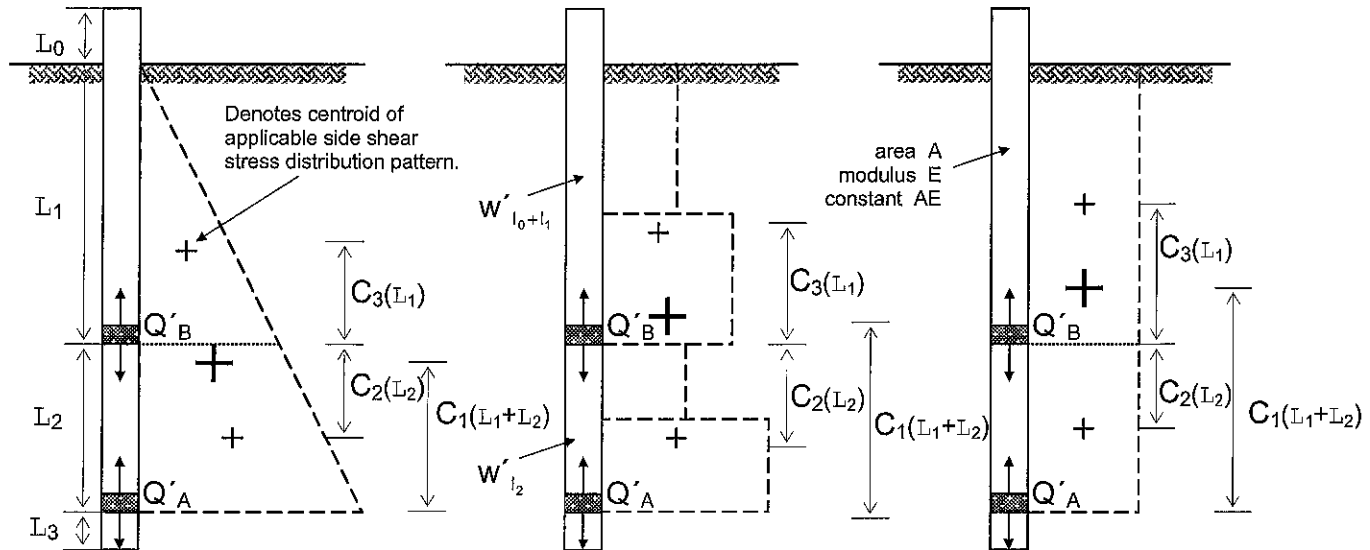 L₀
Denotes centroid of
applicable side shear
stress distribution pattern.
L₁
C₃(L₁)
Q′B
L₂
C₂(L₂)
C₁(L₁+L₂)
Q′A
L₃
W′l₀+l₁
C₃(L₁)
Q′B
C₂(L₂)
C₁(L₁+L₂)
W′l₂
Q′A
area A
modulus E
constant AE
C₃(L₁)
Q′B
C₂(L₂)
C₁(L₁+L₂)
Q′A